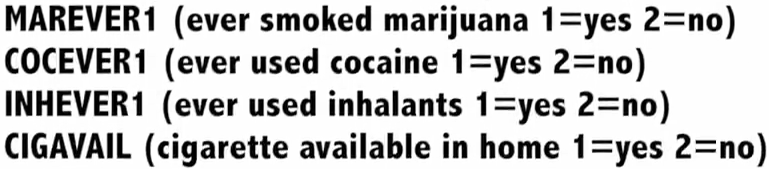 MAREVER1 (ever smoked marijuana 1=yes 2=no)
COCEVER1 (ever used cocaine 1=yes 2=no)
INHEVER1 (ever used inhalants 1=yes 2=no)
CIGAVAIL (cigarette available in home 1=yes 2=no)